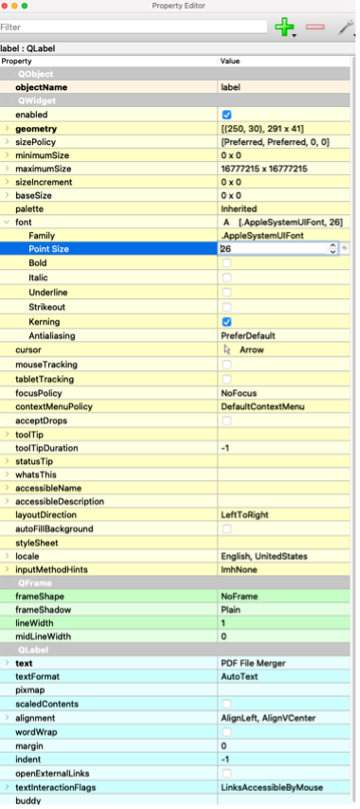 Property Editor
Filter
label : QLabel
Property Value
QObject
objectName label
QWidget
enabled
geometry [(250, 30), 291 x 41]
sizePolicy [Preferred, Preferred, 0, 0]
minimumSize 0 x 0
maximumSize 16777215 x 16777215
sizeIncrement 0 x 0
baseSize 0 x 0
palette Inherited
font A [.AppleSystemUIFont, 26]
Family .AppleSystemUIFont
Point Size 26
Bold
Italic
Underline
Strikeout
Kerning
Antialiasing PreferDefault
cursor Arrow
mouseTracking
tabletTracking
focusPolicy NoFocus
contextMenuPolicy DefaultContextMenu
acceptDrops
toolTip
toolTipDuration -1
statusTip
whatsThis
accessibleName
accessibleDescription
layoutDirection LeftToRight
autoFillBackground
styleSheet
locale English, UnitedStates
inputMethodHints ImhNone
QFrame
frameShape NoFrame
frameShadow Plain
lineWidth 1
midLineWidth 0
QLabel
text PDF File Merger
textFormat AutoText
pixmap
scaledContents
alignment AlignLeft, AlignVCenter
wordWrap
margin 0
indent -1
openExternalLinks
textInteractionFlags LinksAccessibleByMouse
buddy